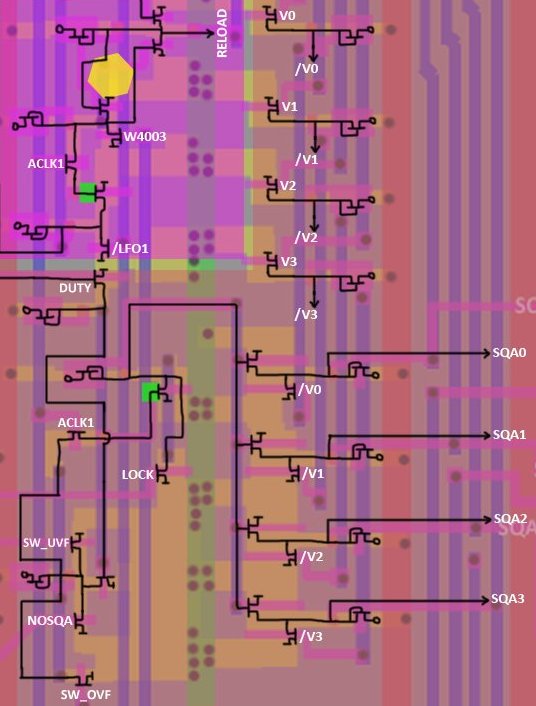 V0
RELOAD
/V0
V1
W4003
ACLK1
/V1
V2
/V2
/LFO1
V3
DUTY
/V3
SQA0
/V0
ACLK1
SQA1
LOCK
/V1
SQA2
SW_UVF
/V2
SQA3
NOSQA
/V3
SW_OVF